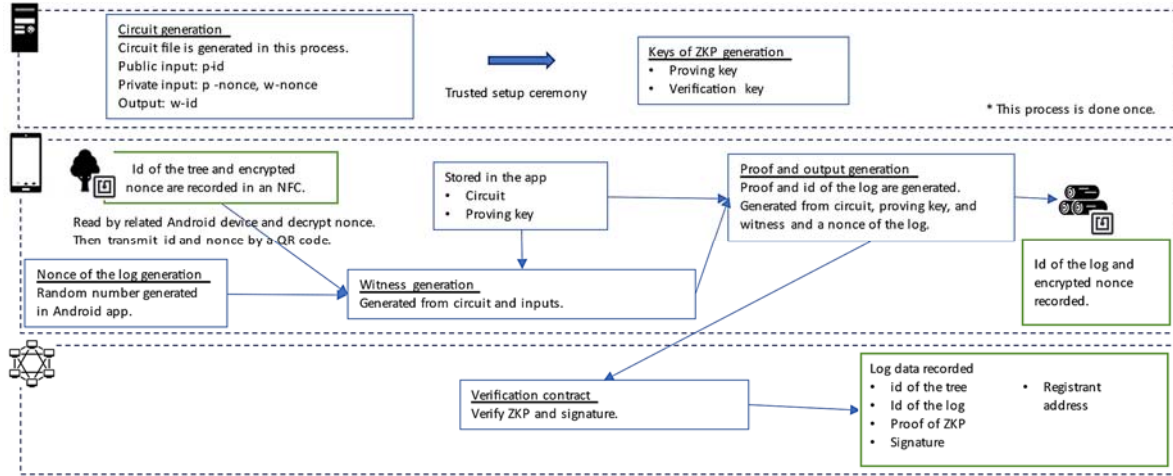 Circuit generation
Circuit file is generated in this process.
Public input: p-id
Private input: p -nonce, w-nonce
Output: w-id
Trusted setup ceremony
Keys of ZKP generation
• Proving key
• Verification key
* This process is done once.
Id of the tree and encrypted
nonce are recorded in an NFC.
Read by related Android device and decrypt nonce.
Then transmit id and nonce by a QR code.
Nonce of the log generation
Random number generated
in Android app.
Stored in the app
• Circuit
• Proving key
Witness generation
Generated from circuit and inputs.
Proof and output generation
Proof and id of the log are generated.
Generated from circuit, proving key, and
witness and a nonce of the log.
Id of the log and
encrypted nonce
recorded.
Verification contract
Verify ZKP and signature.
Log data recorded
• id of the tree
• Id of the log
• Proof of ZKP
• Signature
• Registrant
address